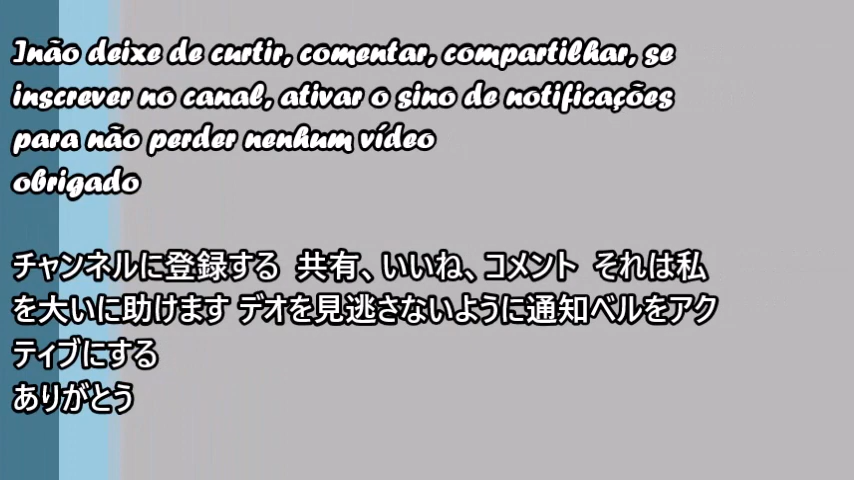 ]não deixe de curtir, comentar, compartilhar, se
inscrever no canal, ativar o sino de notificações
para não perder nenhum vídeo
obrigado
チャンネルに登録する 共有、いいね、コメント それは私
を大いに助けます デオを見逃さないように通知ベルをアク
ティブにする
ありがとう